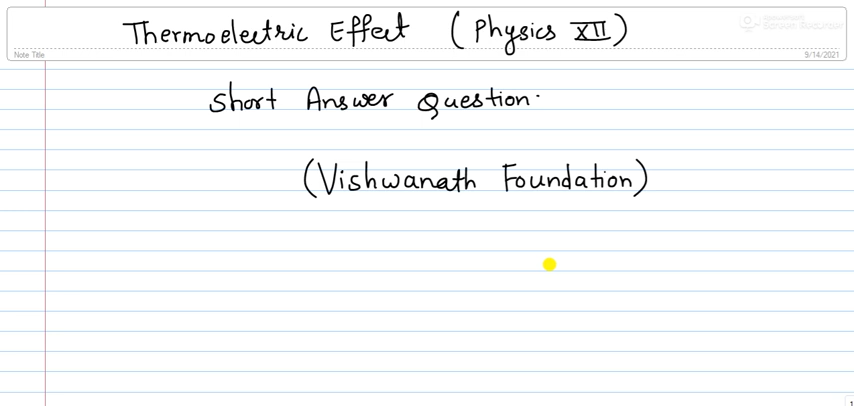 Thermoelectric Effect (Physics XII)
Note Title
9/14/2021
Short Answer Question.
(Vishwanath Foundation)
1